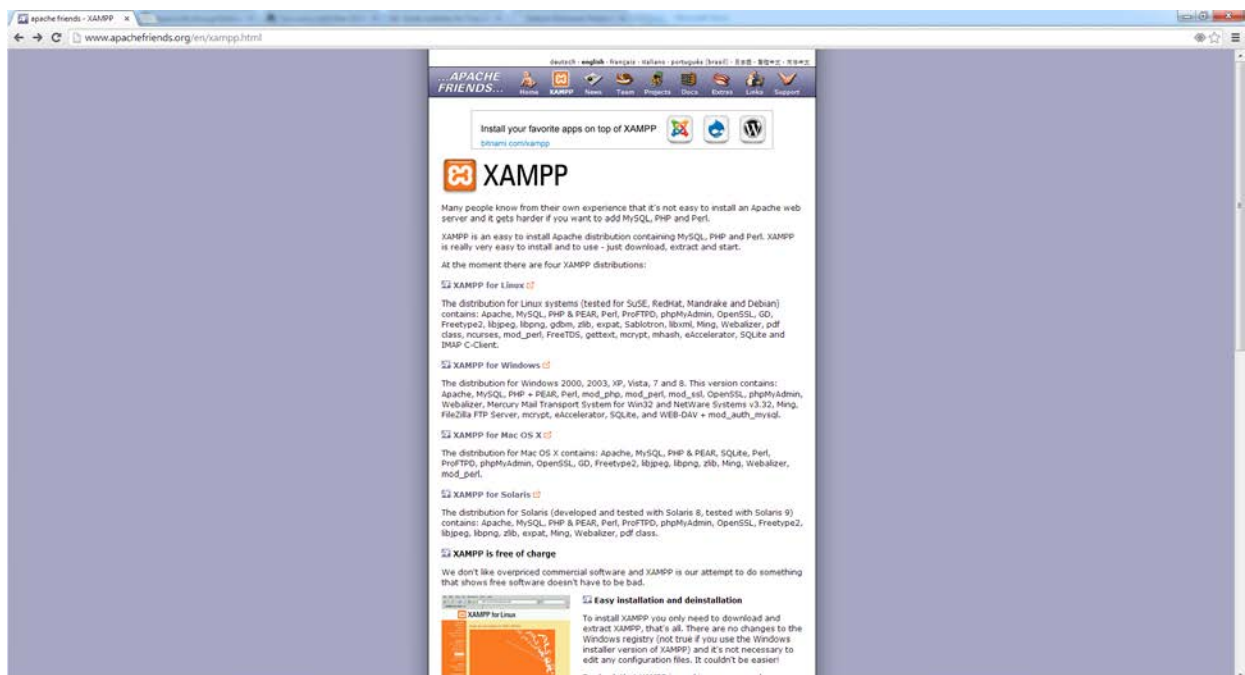 apache friends - XAMPP
www.apachefriends.org/en/xampp.html
deutsch · english · français · italiano · português (brasil) ·
...APACHE
FRIENDS...
Home XAMPP News Team Projects Docs Extras Links Support
Install your favorite apps on top of XAMPP
bitnami.com/xampp
XAMPP
Many people know from their own experience that it's not easy to install an Apache web
server and it gets harder if you want to add MySQL, PHP and Perl.
XAMPP is an easy to install Apache distribution containing MySQL, PHP and Perl. XAMPP
is really very easy to install and to use - just download, extract and start.
At the moment there are four XAMPP distributions:
XAMPP for Linux
The distribution for Linux systems (tested for SuSE, RedHat, Mandrake and Debian)
contains: Apache, MySQL, PHP & PEAR, Perl, ProFTPD, phpMyAdmin, OpenSSL, GD,
Freetype2, libjpeg, libpng, gdbm, zlib, expat, Sablotron, libxml, Ming, Webalizer, pdf
class, ncurses, mod_perl, FreeTDS, gettext, mcrypt, mhash, eAccelerator, SQLite and
IMAP C-Client.
XAMPP for Windows
The distribution for Windows 2000, 2003, XP, Vista, 7 and 8. This version contains:
Apache, MySQL, PHP + PEAR, Perl, mod_php, mod_perl, mod_ssl, OpenSSL, phpMyAdmin,
Webalizer, Mercury Mail Transport System for Win32 and NetWare Systems v3.32, Ming,
FileZilla FTP Server, mcrypt, eAccelerator, SQLite, and WEB-DAV + mod_auth_mysql.
XAMPP for Mac OS X
The distribution for Mac OS X contains: Apache, MySQL, PHP & PEAR, SQLite, Perl,
ProFTPD, phpMyAdmin, OpenSSL, GD, Freetype2, libjpeg, libpng, zlib, Ming, Webalizer,
mod_perl.
XAMPP for Solaris
The distribution for Solaris (developed and tested with Solaris 8, tested with Solaris 9)
contains: Apache, MySQL, PHP & PEAR, Perl, ProFTPD, phpMyAdmin, OpenSSL, Freetype2,
libjpeg, libpng, zlib, expat, Ming, Webalizer, pdf class.
XAMPP is free of charge
We don't like overpriced commercial software and XAMPP is our attempt to do something
that shows free software doesn't have to be bad.
XAMPP for Linux
Easy installation and deinstallation
To install XAMPP you only need to download and
extract XAMPP, that's all. There are no changes to the
Windows registry (not true if you use the Windows
installer version of XAMPP) and it's not necessary to
edit any configuration files. It couldn't be easier!